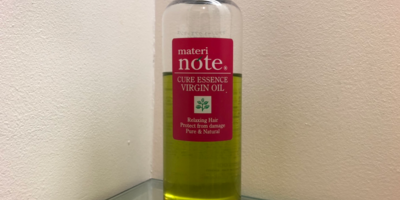 materi
note®
CURE ESSENCE
VIRGIN OIL
Relaxing Hair
Protect from damage
Pure & Natural